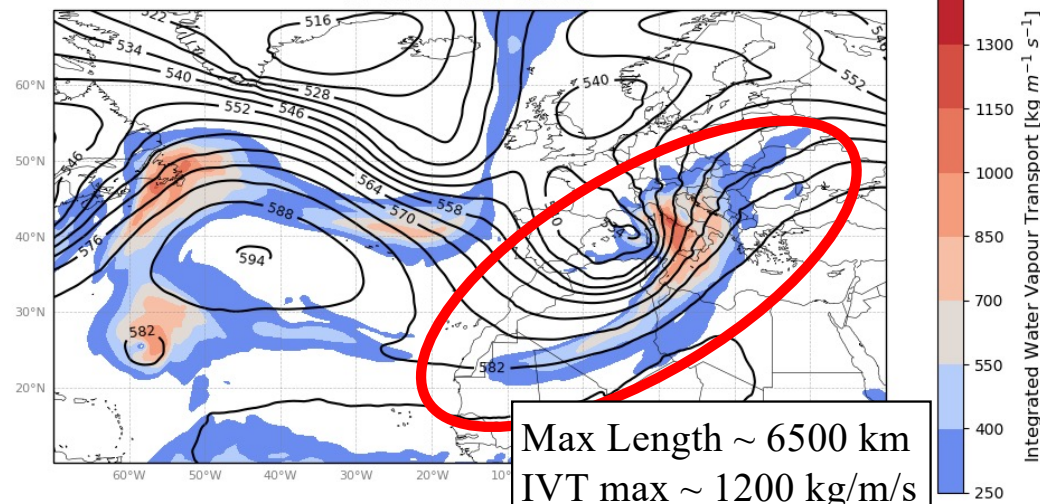 522
516
534
540
528
546
552
546
564
558
570
588
594
576
582
540
552
582
60°N
50°N
40°N
30°N
20°N
60°W
50°W
40°W
30°W
20°W
Max Length ~ 6500 km
IVT max ~ 1200 kg/m/s
1300
1150
1000
850
700
550
400
250
Integrated Water Vapour Transport [kg m⁻¹ s⁻¹]